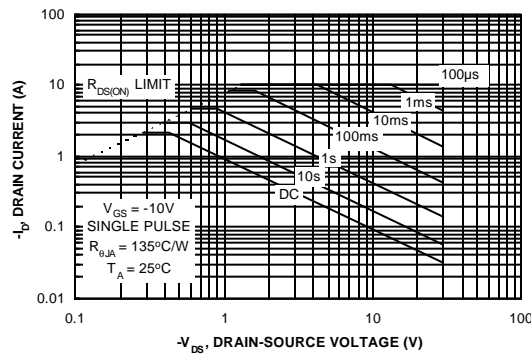 100
10
1
0.1
0.01
-I_D, DRAIN CURRENT (A)
R_DS(ON) LIMIT
100µs
1ms
10ms
100ms
1s
10s
DC
V_GS = -10V
SINGLE PULSE
R_θJA = 135°C/W
T_A = 25°C
0.1
1
10
100
-V_DS, DRAIN-SOURCE VOLTAGE (V)